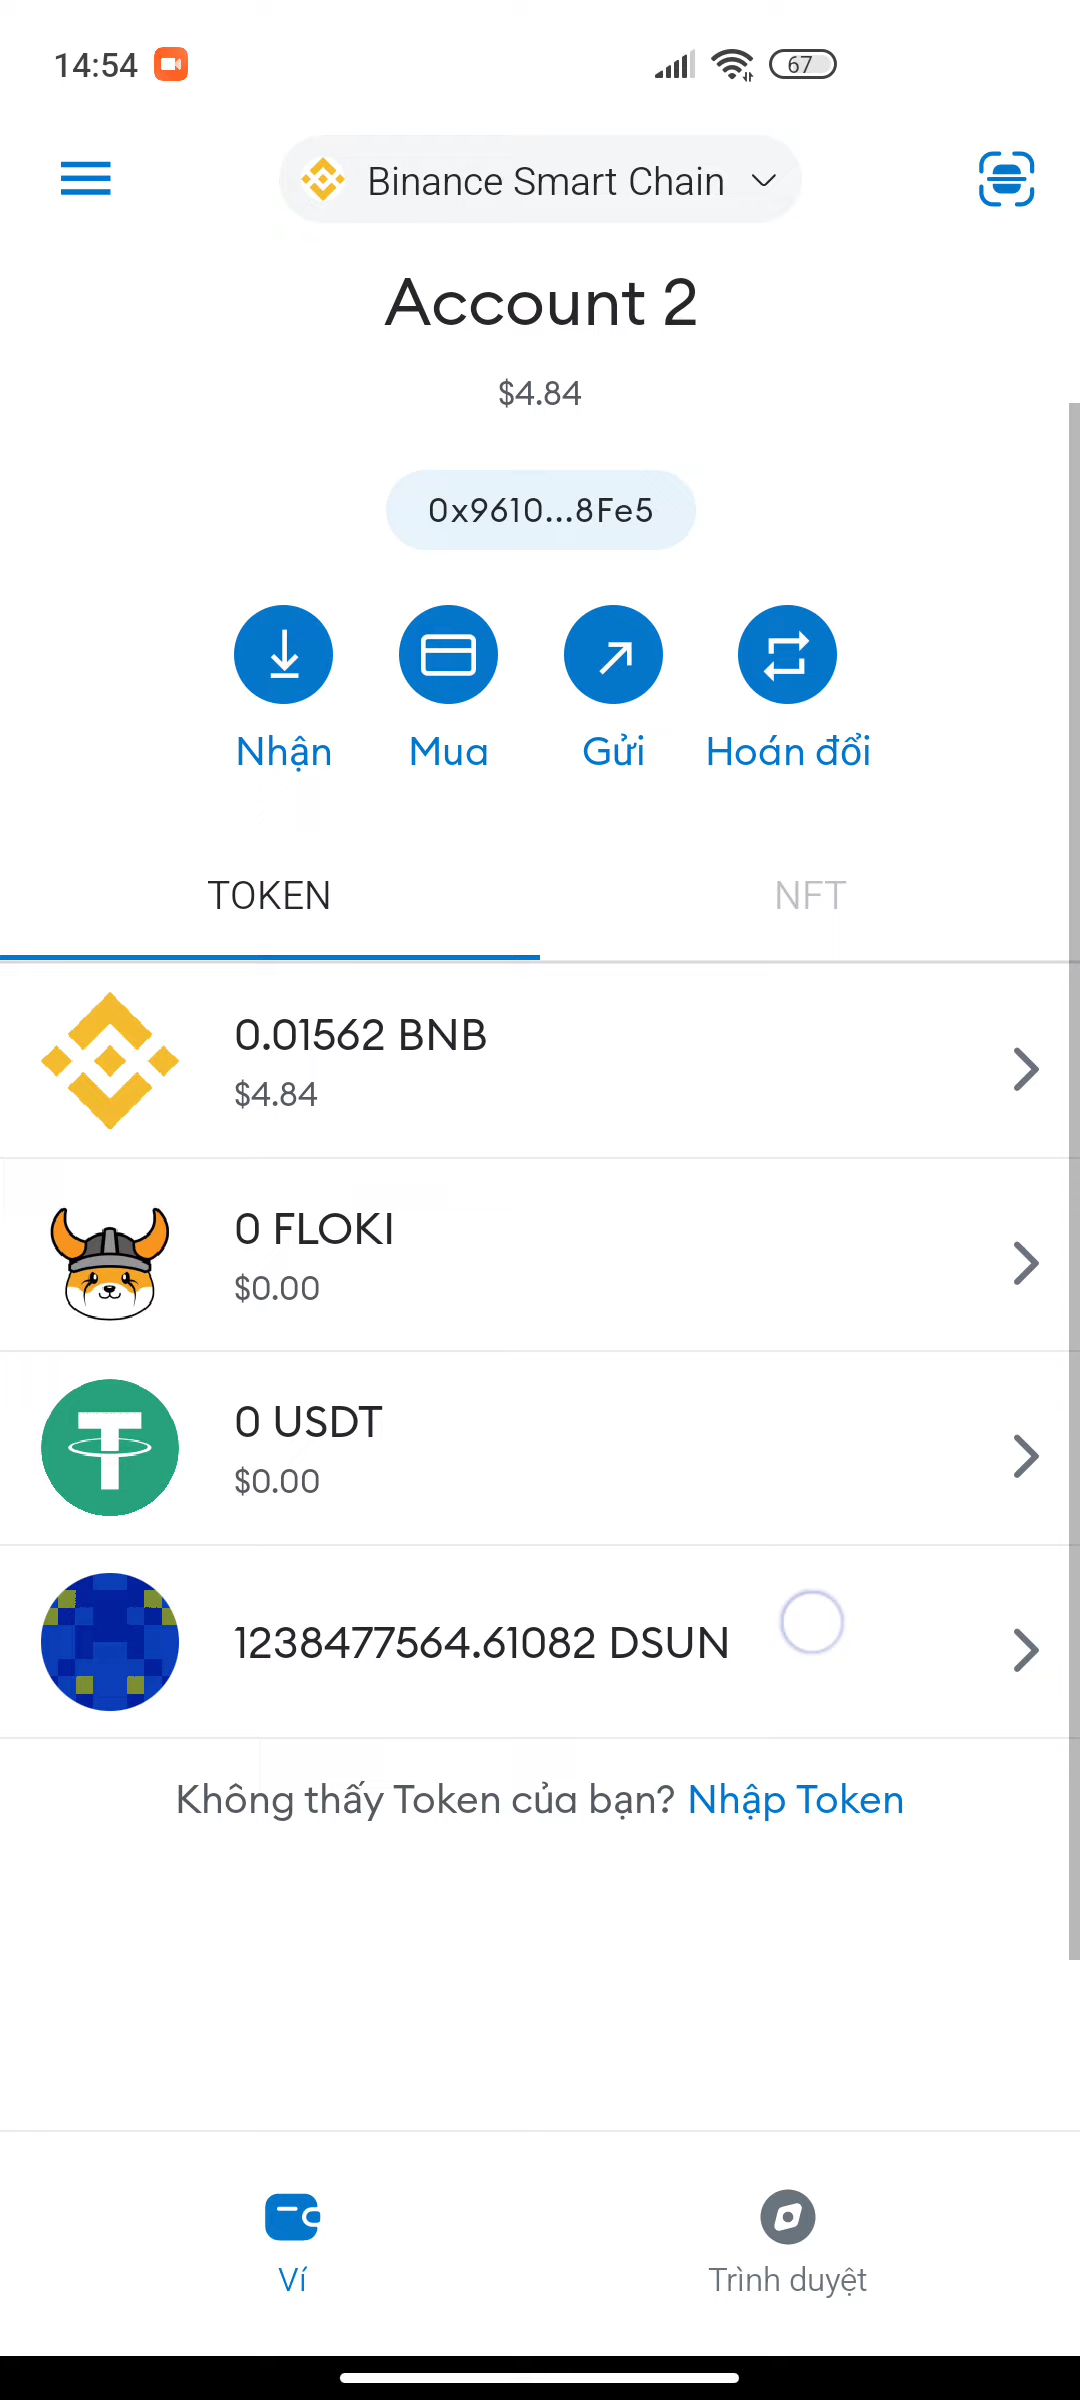 14:54
67
Binance Smart Chain
Account 2
$4.84
0x9610...8Fe5
Nhận
Mua
Gửi
Hoán đổi
TOKEN
NFT
0.01562 BNB
$4.84
0 FLOKI
$0.00
0 USDT
$0.00
1238477564.61082 DSUN
Không thấy Token của bạn? Nhập Token
Ví
Trình duyệt